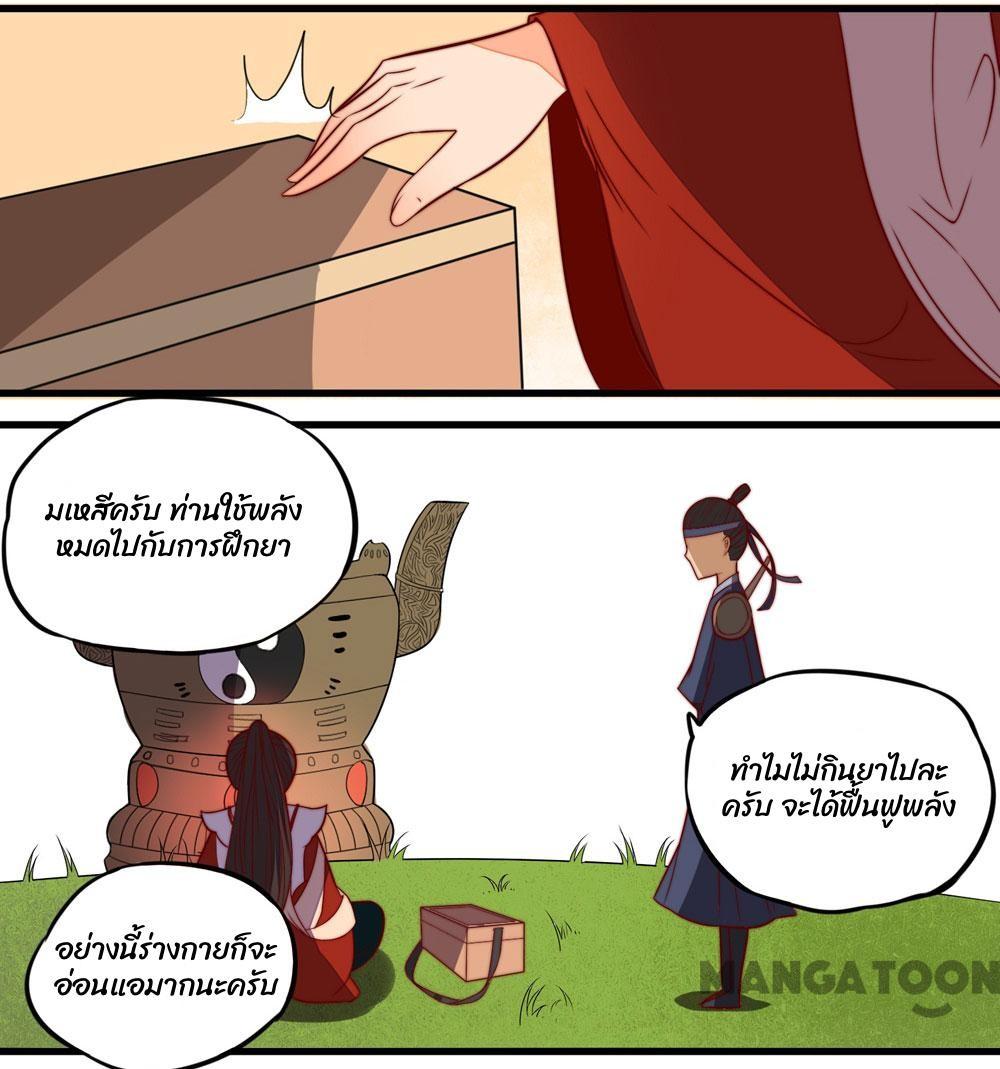 มเหสีครับ ท่านใช้พลัง
หมดไปกับการฝึกยา
ทำไมไม่กินยาไปละ
ครับ จะได้ฟื้นฟูพลัง
อย่างนี้ร่างกายก็จะ
อ่อนแอมากนะครับ
MANGATOON